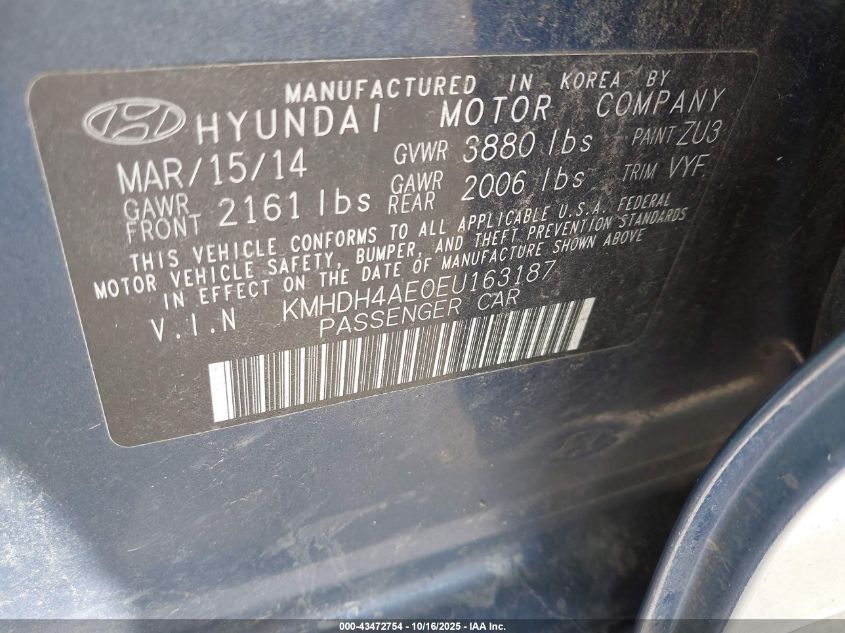 MANUFACTURED IN KOREA BY
HYUNDAI MOTOR COMPANY
MAR/15/14 GVWR 3880 lbs PAINT ZU3
GAWR FRONT 2161 lbs GAWR REAR 2006 lbs TRIM VYF
THIS VEHICLE CONFORMS TO ALL APPLICABLE U.S.A. FEDERAL
MOTOR VEHICLE SAFETY, BUMPER, AND THEFT PREVENTION STANDARDS
IN EFFECT ON THE DATE OF MANUFACTURE SHOWN ABOVE
V.I.N KMHDH4AE0EU163187
PASSENGER CAR
000-43472754 - 10/16/2025 - IAA Inc.